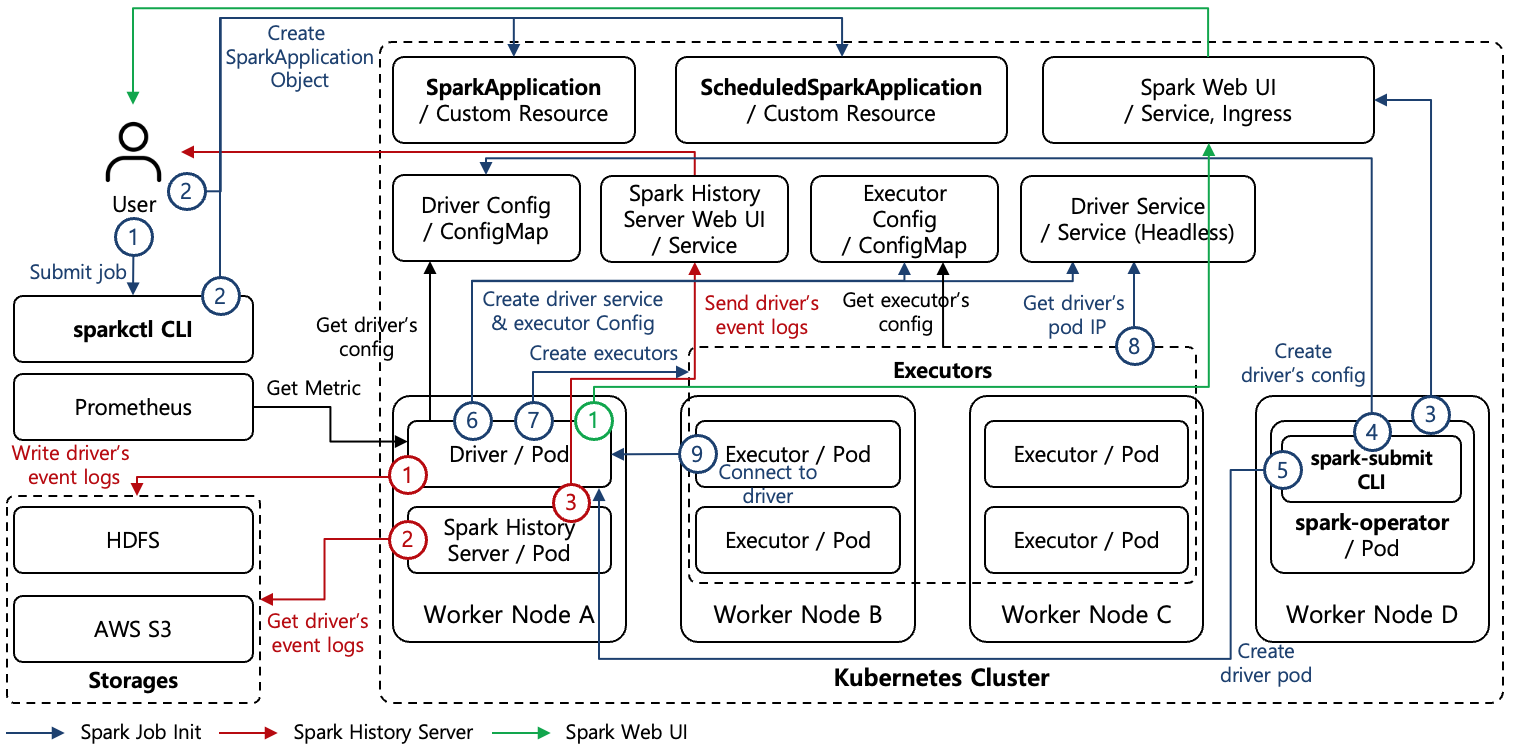 Create
SparkApplication
Object
SparkApplication
/ Custom Resource
ScheduledSparkApplication
/ Custom Resource
Spark Web UI
/ Service, Ingress
User
2
1
Submit job
2
sparkctl CLI
Prometheus
Get Metric
Driver Config
/ ConfigMap
Spark History
Server Web UI
/ Service
Executor
Config
/ ConfigMap
Driver Service
/ Service (Headless)
Get driver's
config
Create driver service
& executor Config
Create executors
Send driver's
event logs
Get executor's
config
Get driver's
pod IP
8
Create
driver's config
Executors
6
7
1
Driver / Pod
1
3
2
Spark History
Server / Pod
Worker Node A
9
Executor / Pod
Connect to
driver
Executor / Pod
Worker Node B
Executor / Pod
Executor / Pod
Worker Node C
3
4
5
spark-submit
CLI
spark-operator
/ Pod
Worker Node D
Write driver's
event logs
HDFS
AWS S3
Storages
Get driver's
event logs
Create
driver pod
Kubernetes Cluster
Spark Job Init
Spark History Server
Spark Web UI